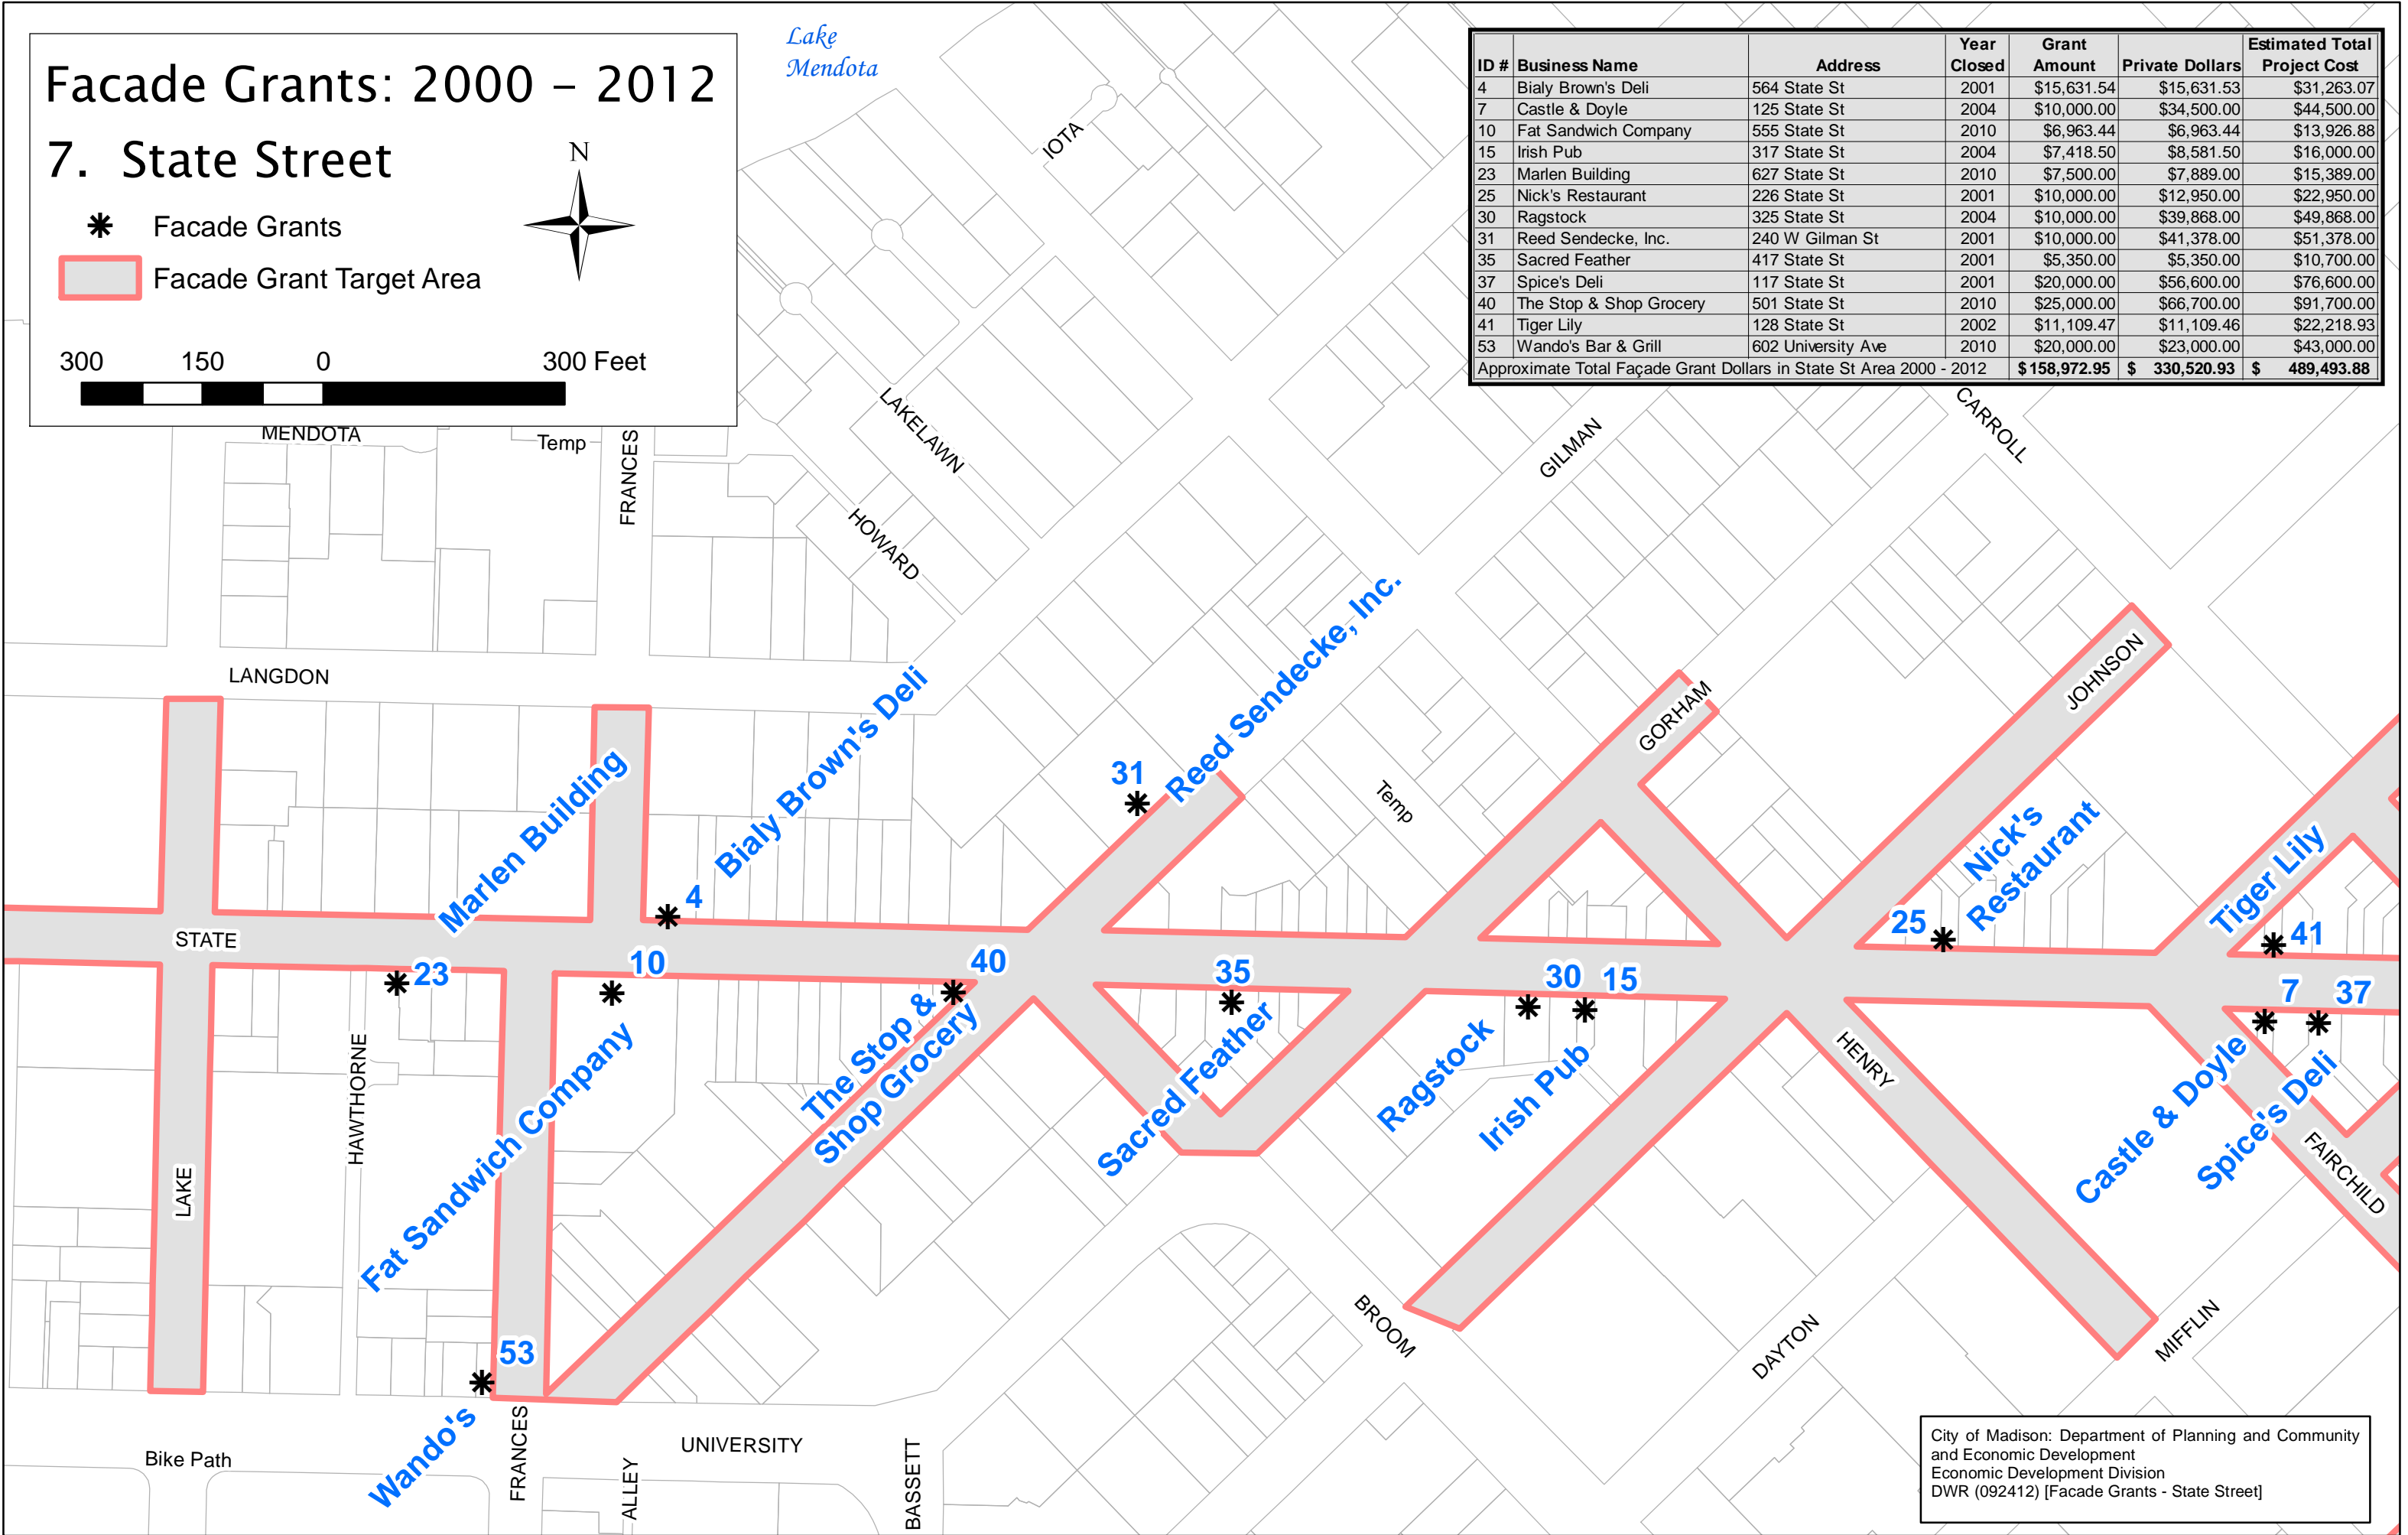 Facade Grants: 2000 – 2012
7. State Street
N
Facade Grants
Facade Grant Target Area
300 150 0 300 Feet
Lake
Mendota
ID # Business Name Address Year Closed Grant Amount Private Dollars Estimated Total Project Cost
4 Bialy Brown's Deli 564 State St 2001 $15,631.54 $15,631.53 $31,263.07
7 Castle & Doyle 125 State St 2004 $10,000.00 $34,500.00 $44,500.00
10 Fat Sandwich Company 555 State St 2010 $6,963.44 $6,963.44 $13,926.88
15 Irish Pub 317 State St 2004 $7,418.50 $8,581.50 $16,000.00
23 Marlen Building 627 State St 2010 $7,500.00 $7,889.00 $15,389.00
25 Nick's Restaurant 226 State St 2001 $10,000.00 $12,950.00 $22,950.00
30 Ragstock 325 State St 2004 $10,000.00 $39,868.00 $49,868.00
31 Reed Sendecke, Inc. 240 W Gilman St 2001 $10,000.00 $41,378.00 $51,378.00
35 Sacred Feather 417 State St 2001 $5,350.00 $5,350.00 $10,700.00
37 Spice's Deli 117 State St 2001 $20,000.00 $56,600.00 $76,600.00
40 The Stop & Shop Grocery 501 State St 2010 $25,000.00 $66,700.00 $91,700.00
41 Tiger Lily 128 State St 2002 $11,109.47 $11,109.46 $22,218.93
53 Wando's Bar & Grill 602 University Ave 2010 $20,000.00 $23,000.00 $43,000.00
Approximate Total Façade Grant Dollars in State St Area 2000 - 2012 $158,972.95 $ 330,520.93 $ 489,493.88
IOTA
MENDOTA
Temp
FRANCES
LAKELAWN
HOWARD
GILMAN
CARROLL
LANGDON
Marlen Building
Bialy Brown's Deli
31
Reed Sendecke, Inc.
Temp
GORHAM
JOHNSON
Nick's
Restaurant
Tiger Lily
4
25
41
STATE
23
10
40
35
30
15
7
37
HAWTHORNE
LAKE
Fat Sandwich Company
The Stop &
Shop Grocery
Sacred Feather
Ragstock
Irish Pub
HENRY
Castle & Doyle
Spice's Deli
FAIRCHILD
53
Wando's
BROOM
DAYTON
MIFFLIN
Bike Path
FRANCES
ALLEY
UNIVERSITY
BASSETT
City of Madison: Department of Planning and Community
and Economic Development
Economic Development Division
DWR (092412) [Facade Grants - State Street]